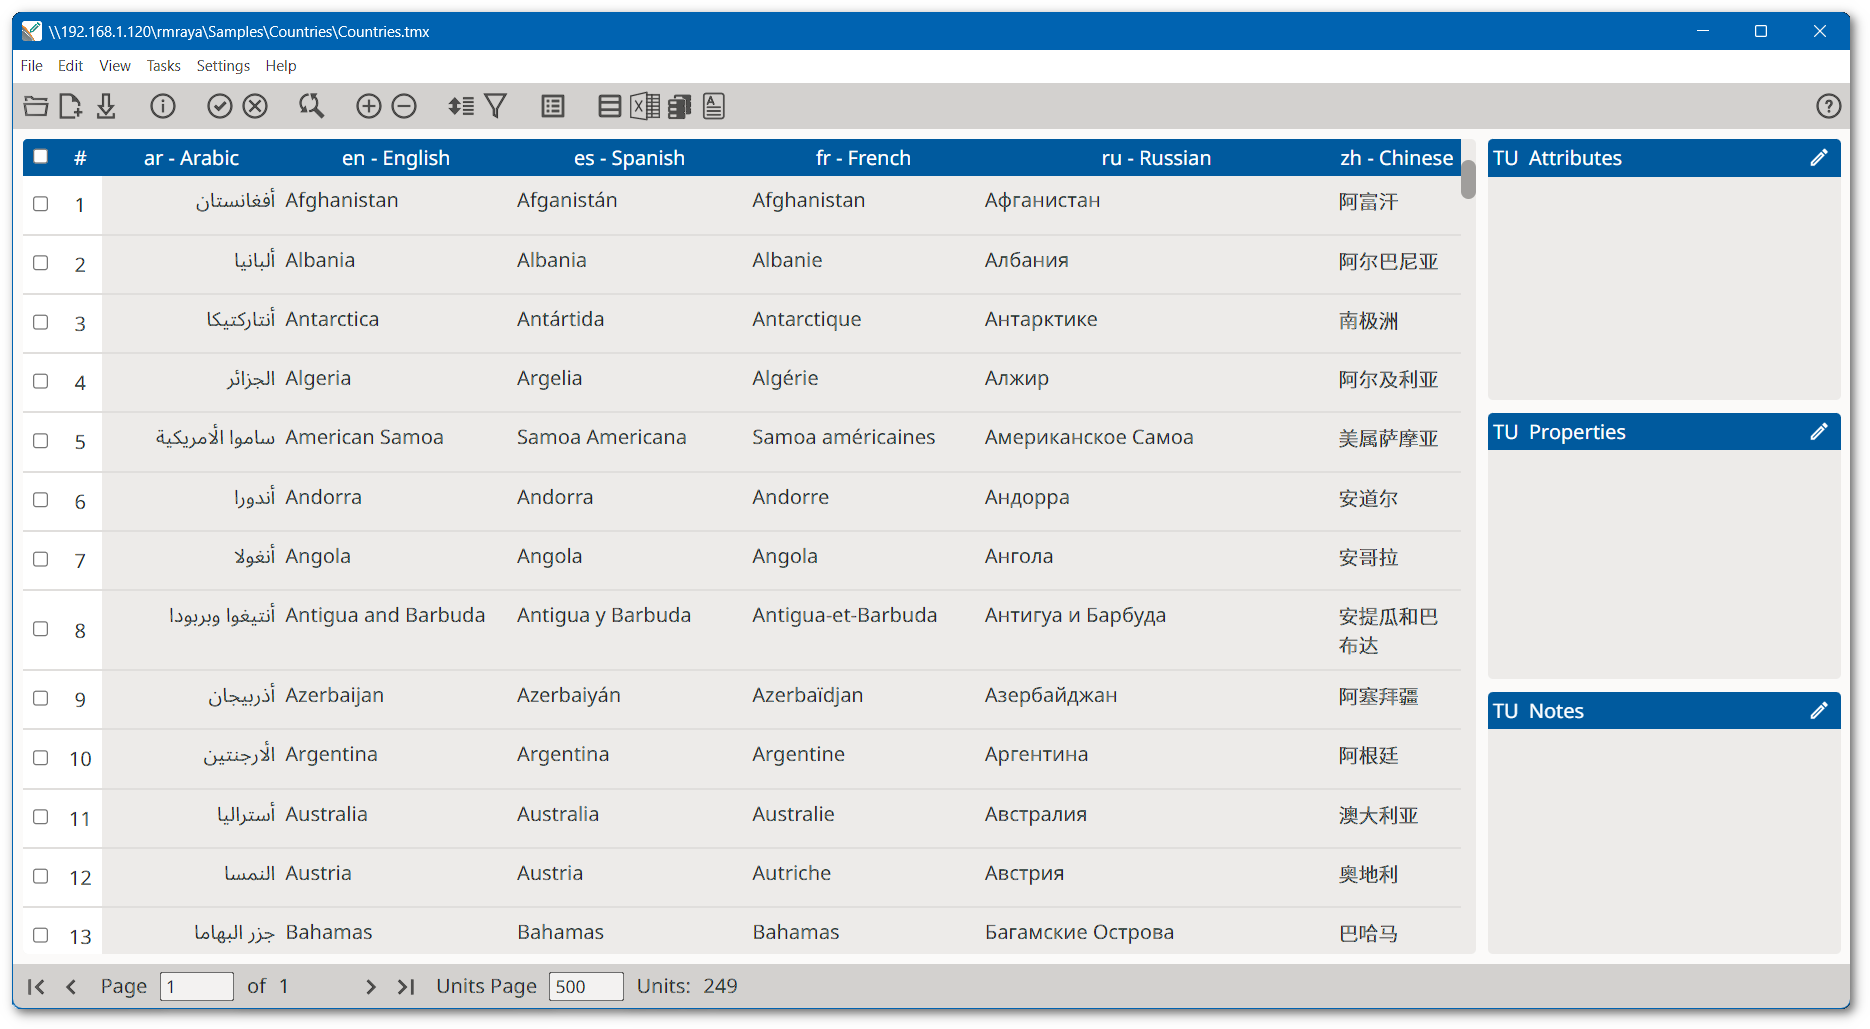 \\192.168.1.120\rmraya\Samples\Countries\Countries.tmx
File Edit View Tasks Settings Help
# ar - Arabic en - English es - Spanish fr - French ru - Russian zh - Chinese
1 أفغانستان Afghanistan Afganistán Afghanistan Афганистан 阿富汗
2 ألبانيا Albania Albania Albanie Албания 阿尔巴尼亚
3 أنتاركتيكا Antarctica Antártida Antarctique Антарктике 南极洲
4 الجزائر Algeria Argelia Algérie Алжир 阿尔及利亚
5 ساموا الأمريكية American Samoa Samoa Americana Samoa américaines Американское Самоа 美属萨摩亚
6 أندورا Andorra Andorra Andorre Андорра 安道尔
7 أنغولا Angola Angola Angola Ангола 安哥拉
8 أنتيغوا وبربودا Antigua and Barbuda Antigua y Barbuda Antigua-et-Barbuda Антигуа и Барбуда 安提瓜和巴
布达
9 أذربيجان Azerbaijan Azerbaiyán Azerbaïdjan Азербайджан 阿塞拜疆
10 الأرجنتين Argentina Argentina Argentine Аргентина 阿根廷
11 أستراليا Australia Australia Australie Австралия 澳大利亚
12 النمسا Austria Austria Autriche Австрия 奥地利
13 جزر البهاما Bahamas Bahamas Bahamas Багамские Острова 巴哈马
TU Attributes
TU Properties
TU Notes
Page 1 of 1 Units Page 500 Units: 249